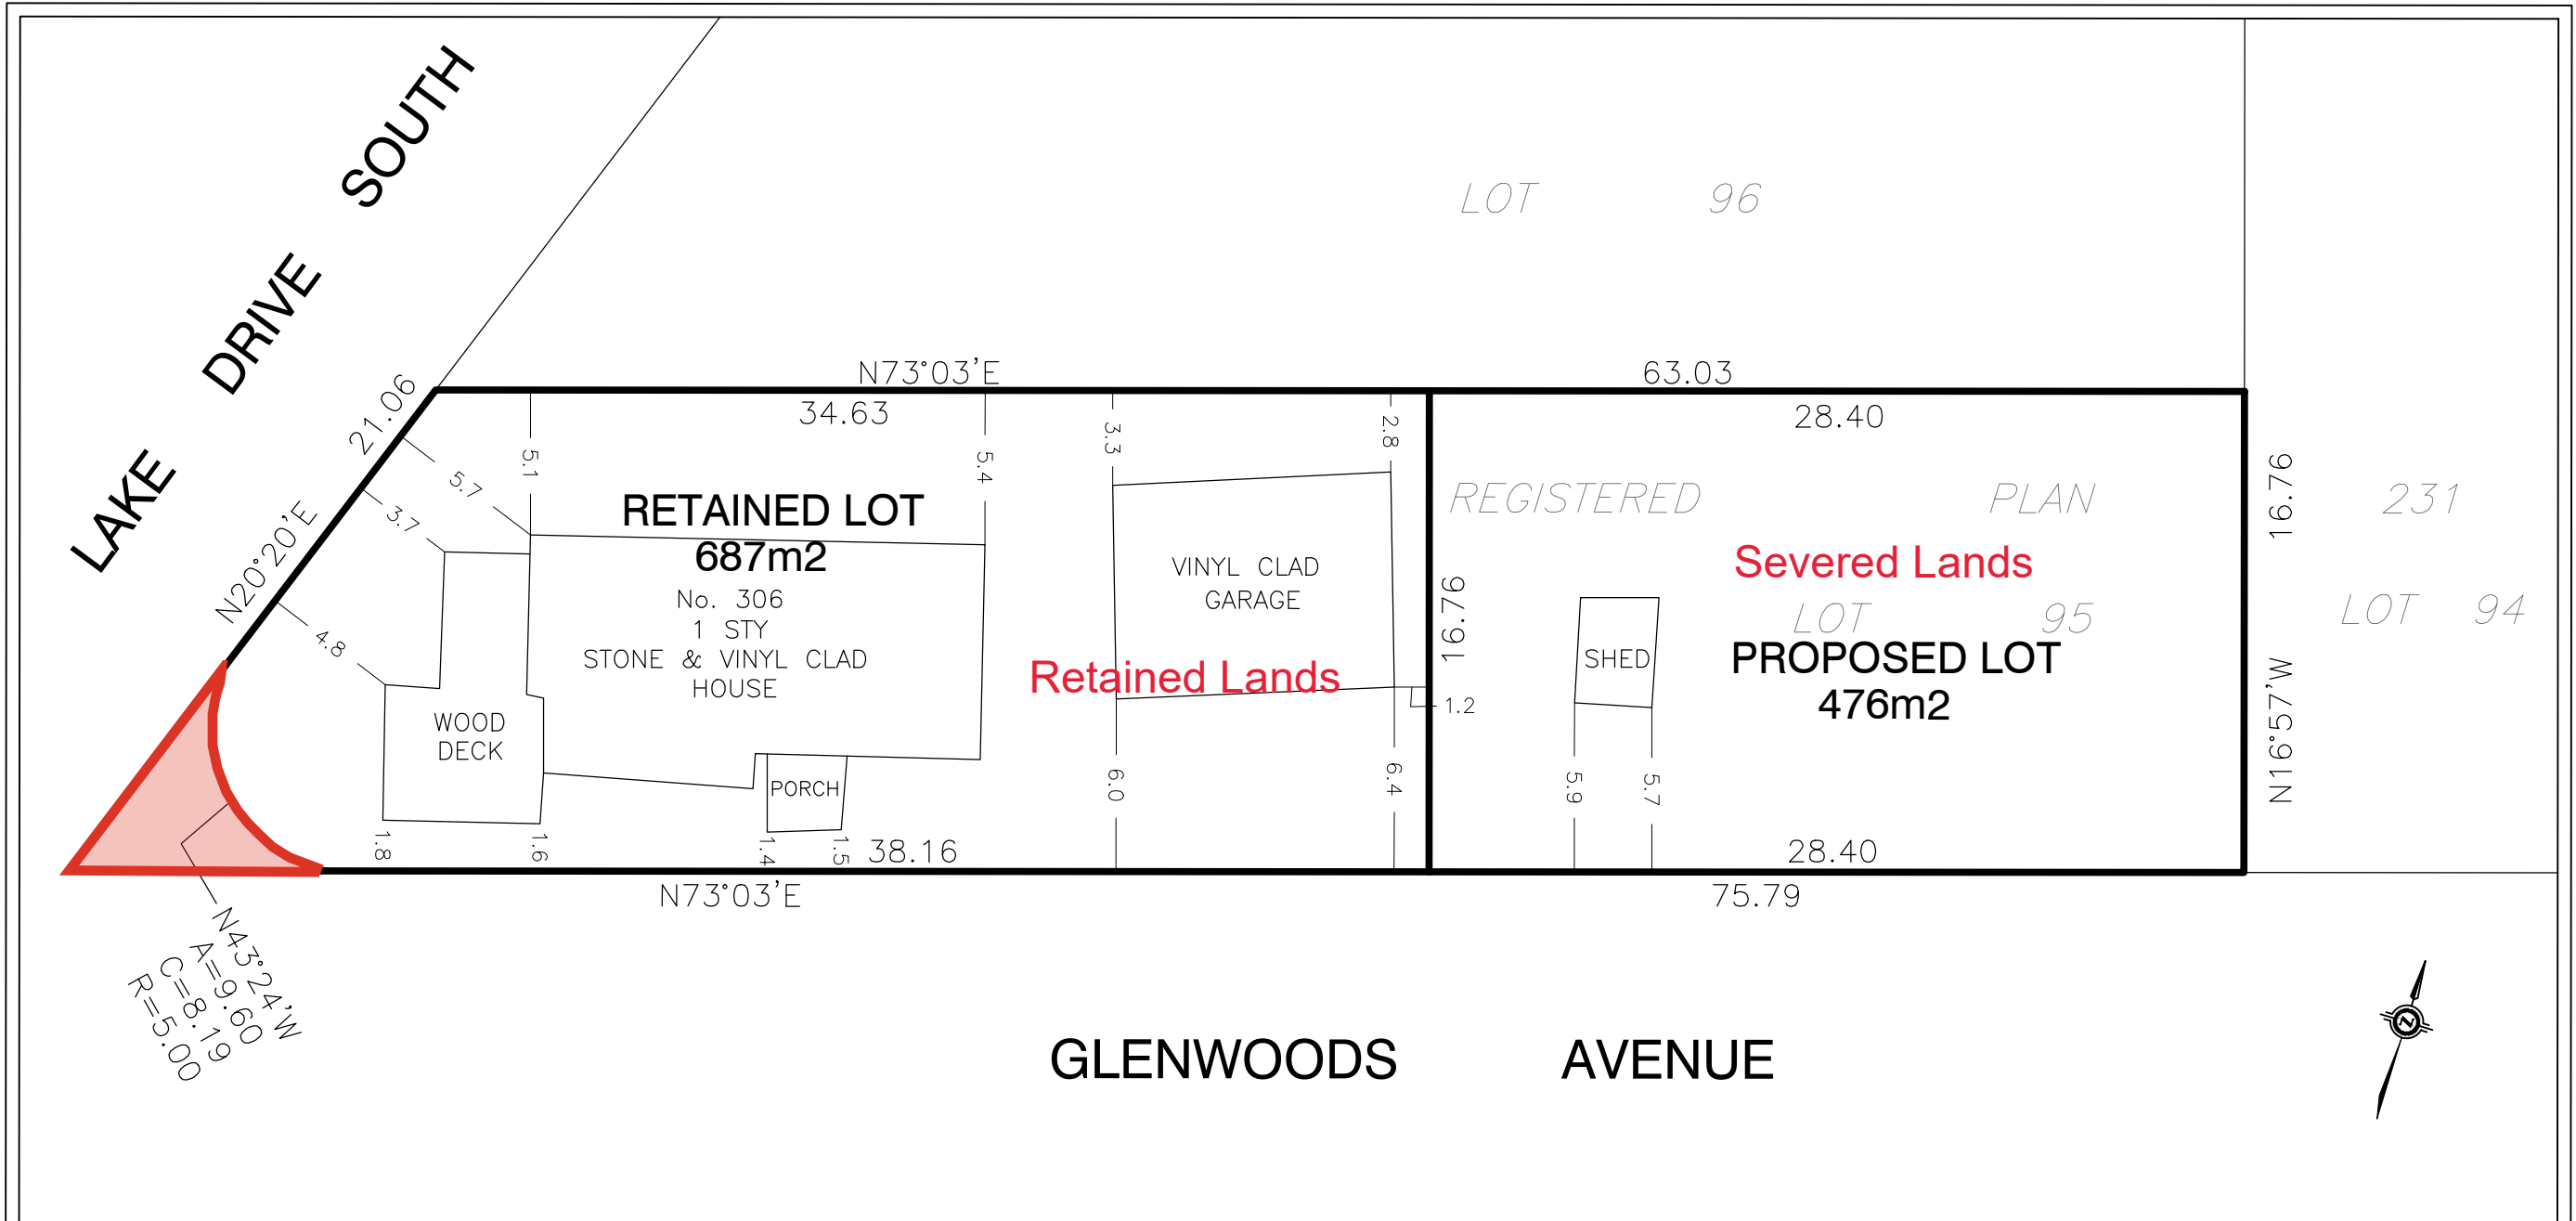 LAKE DRIVE SOUTH
LOT 96
N73°03'E
63.03
21.06
34.63
28.40
5.1
5.4
3.3
2.8
5.7
3.7
N20°20'E
4.8
RETAINED LOT
687m2
No. 306
1 STY
STONE & VINYL CLAD
HOUSE
VINYL CLAD
GARAGE
Retained Lands
16.76
1.2
REGISTERED PLAN 231
Severed Lands
LOT 95
PROPOSED LOT
476m2
SHED
16.76
N16°57'W
LOT 94
WOOD
DECK
PORCH
6.0
6.4
5.9
5.7
1.8
1.6
1.4
1.5
38.16
28.40
N73°03'E
75.79
N43°24'W
A=9.60
C=8.19
R=5.00
GLENWOODS AVENUE
N